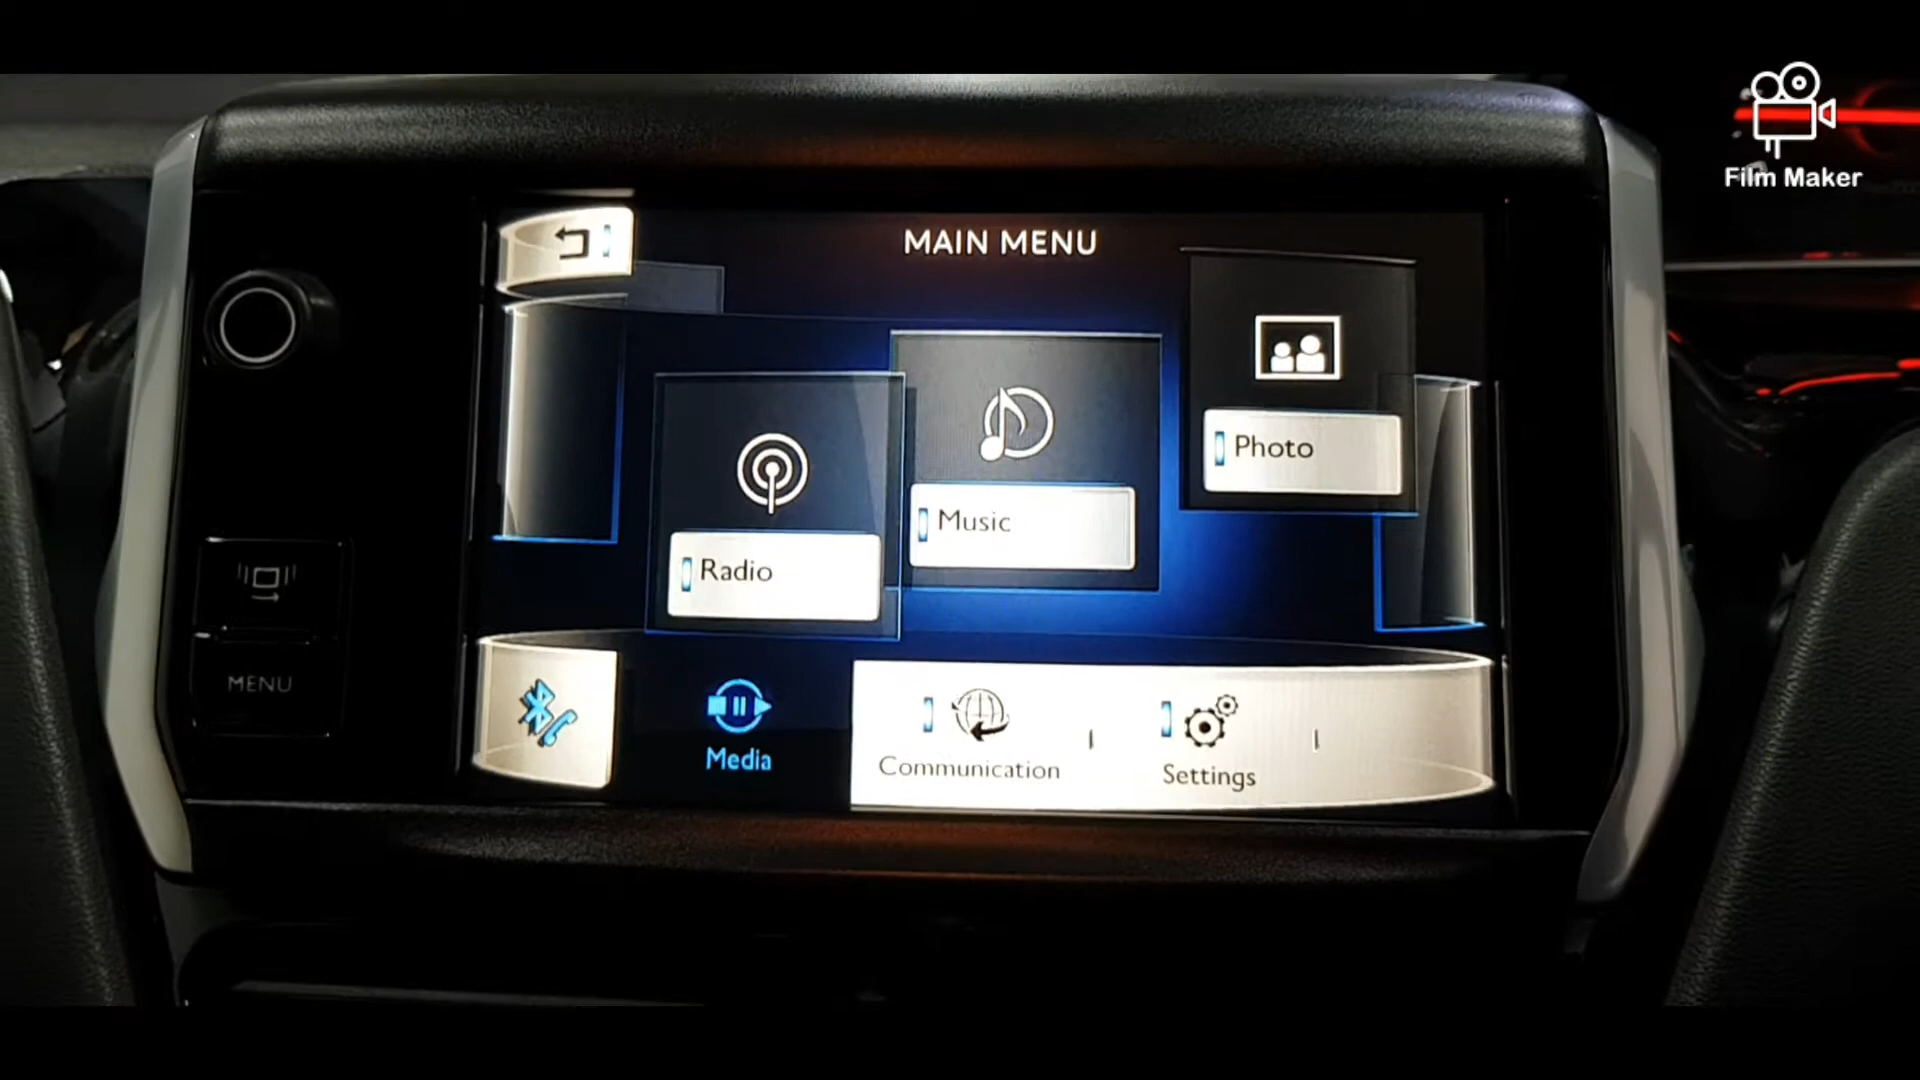 Film Maker
MAIN MENU
Photo
Music
Radio
MENU
Media
Communication
Settings